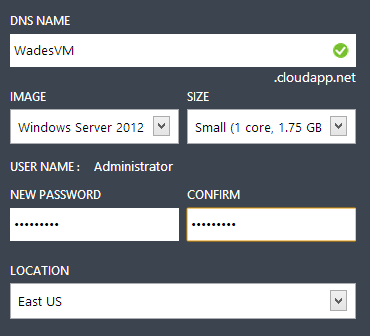 DNS NAME
WadesVM
.cloudapp.net
IMAGE SIZE
Windows Server 2012 Small (1 core, 1.75 GB
USER NAME : Administrator
NEW PASSWORD CONFIRM
••••••••• •••••••••
LOCATION
East US